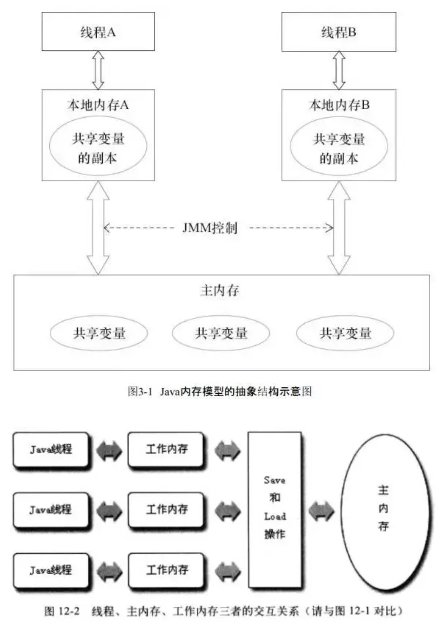 线程A
线程B
本地内存A
本地内存B
共享变量
的副本
共享变量
的副本
JMM控制
主内存
共享变量
共享变量
共享变量
图3-1 Java内存模型的抽象结构示意图
Java线程
工作内存
Java线程
工作内存
Java线程
工作内存
Save
和
Load
操作
主
内
存
图 12-2 线程、主内存、工作内存三者的交互关系（请与图 12-1 对比）